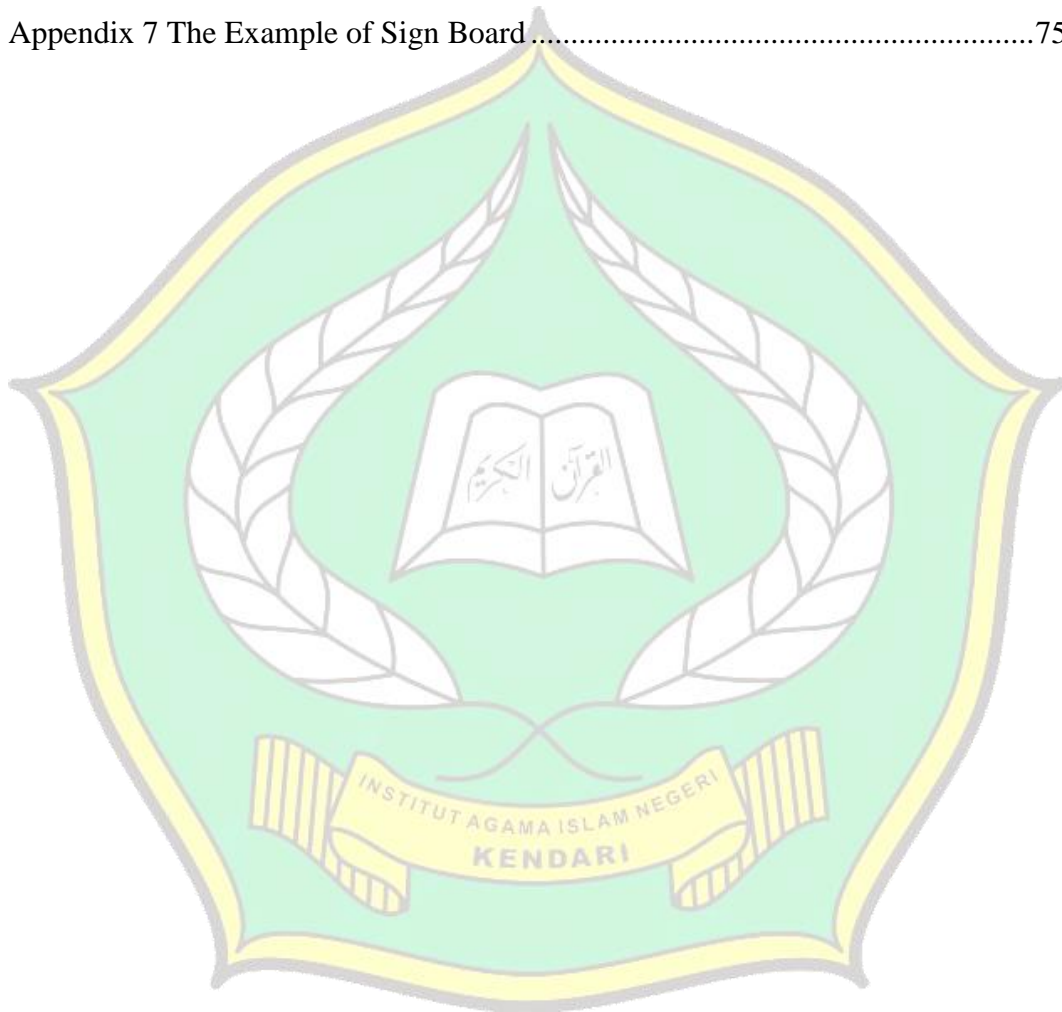 Appendix 7 The Example of Sign Board................................................................75
القرآن الكريم
INSTITUT AGAMA ISLAM NEGERI
KENDARI